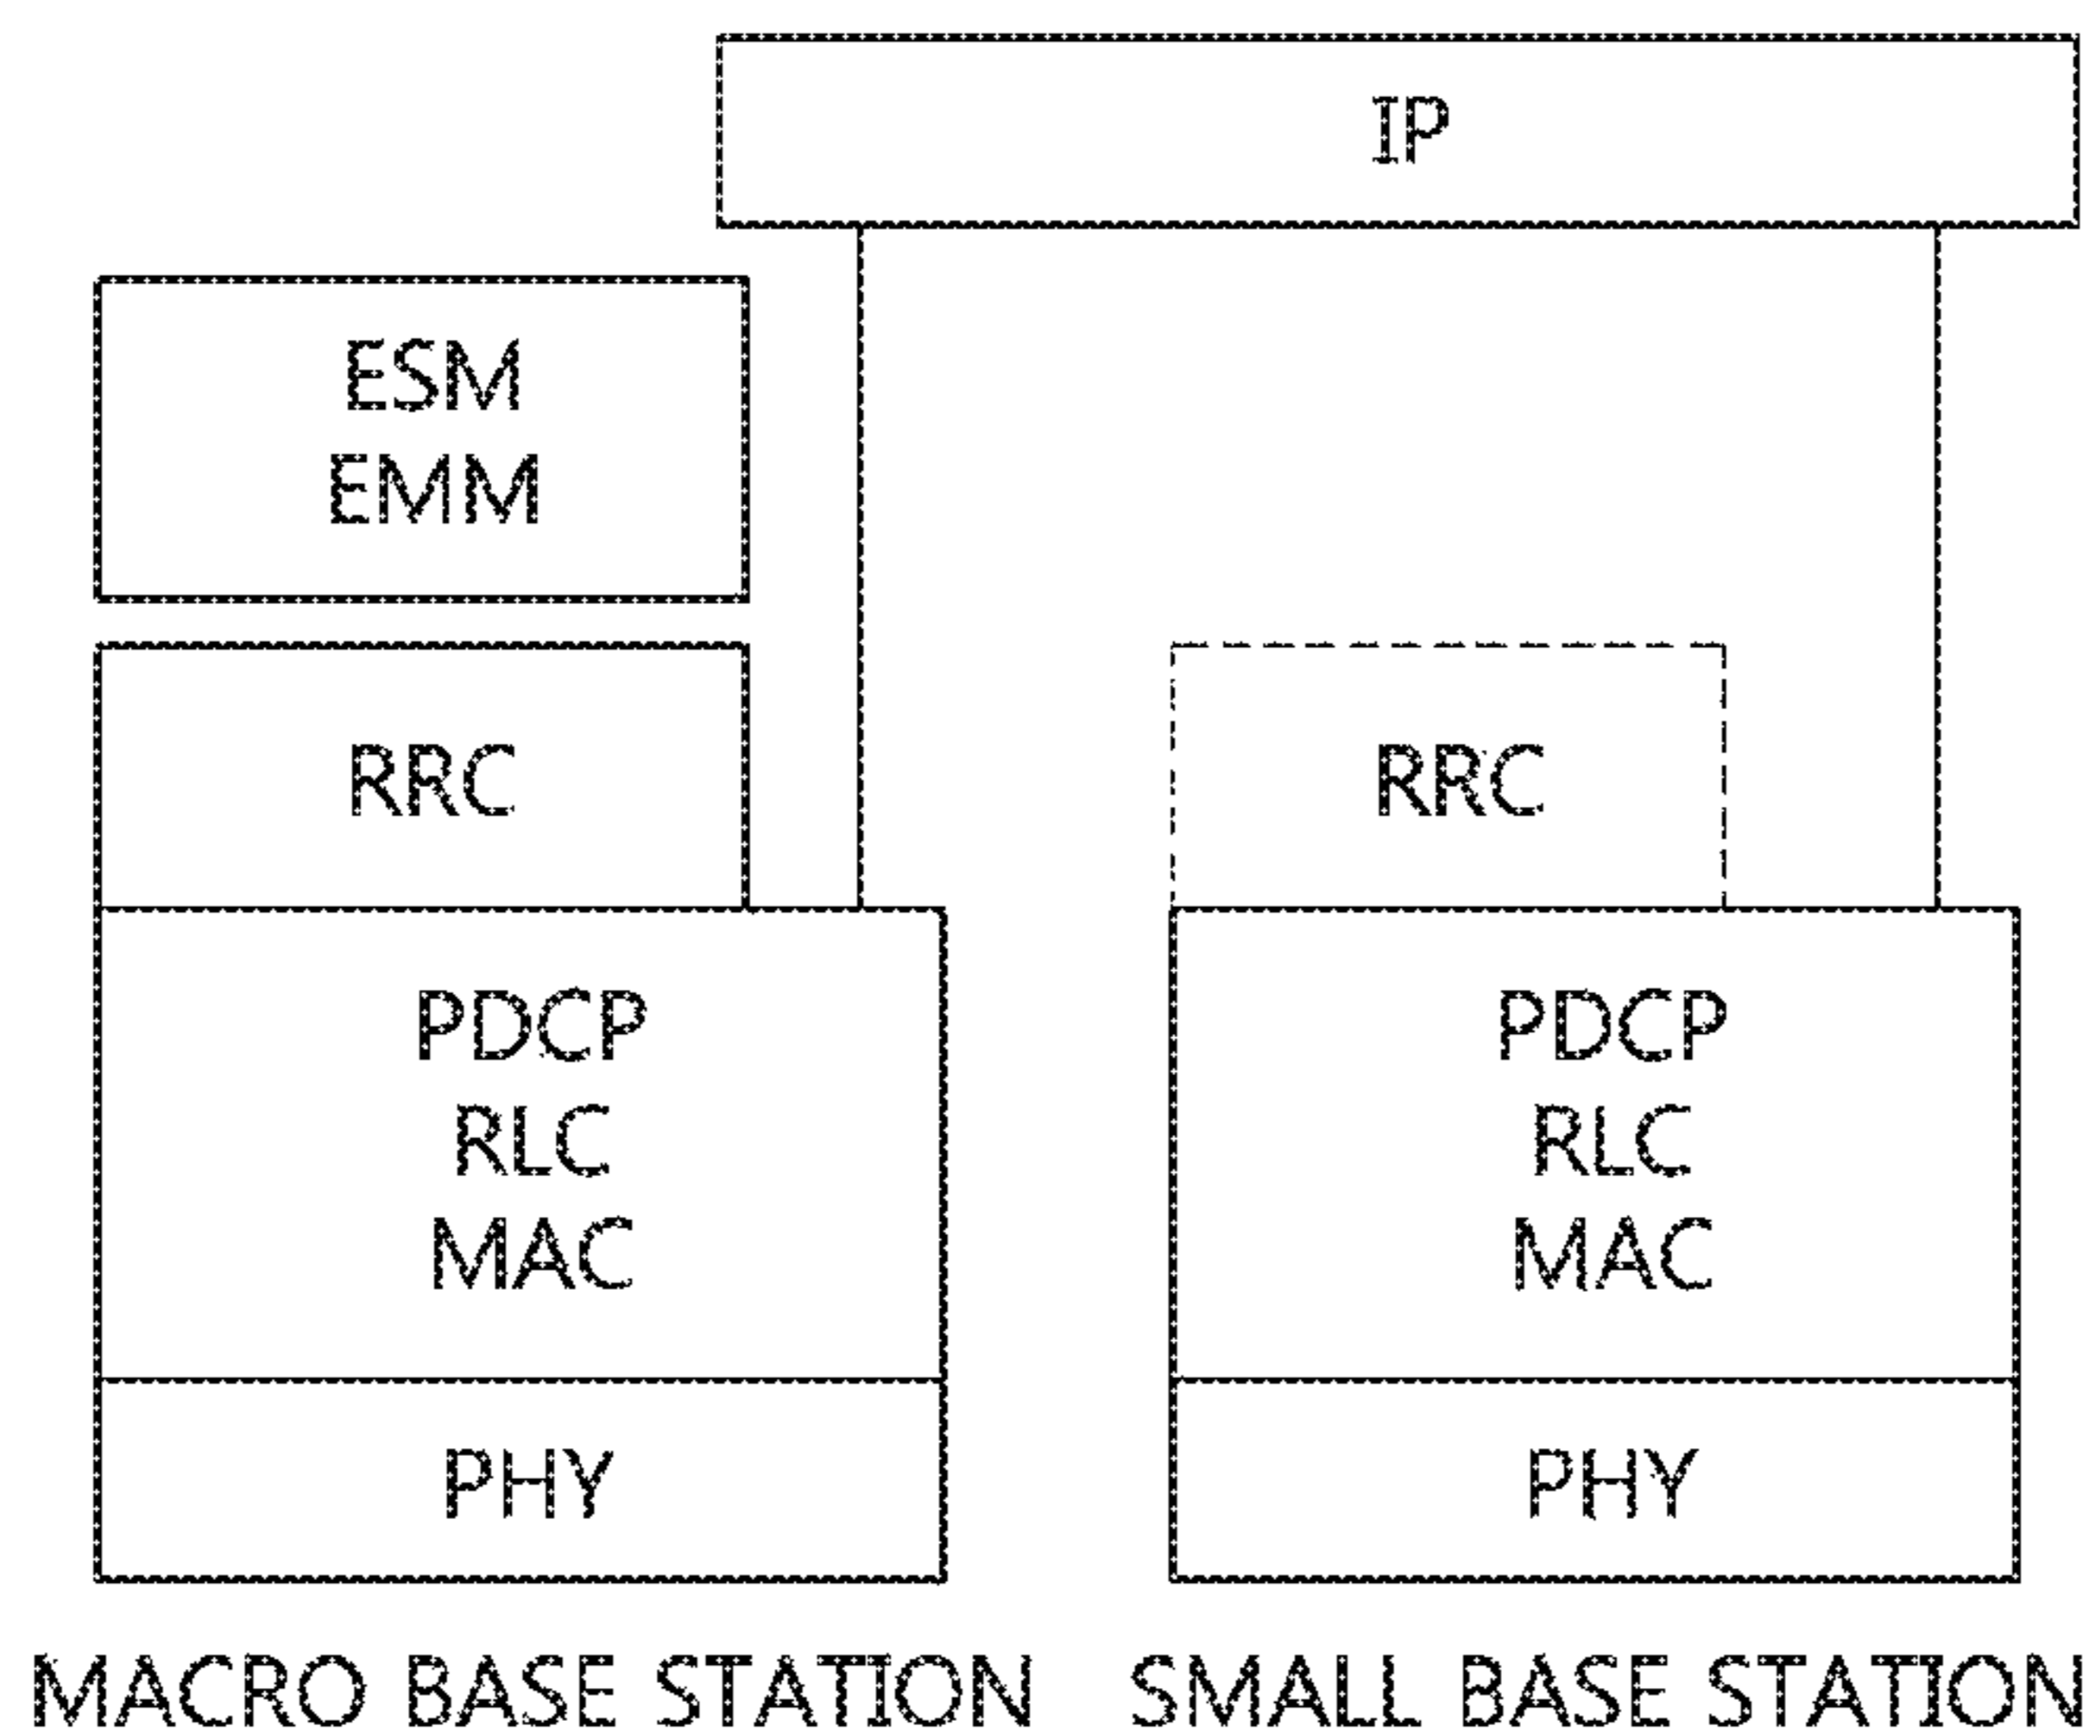 IP
ESM
EMM
RRC
PDCP
RLC
MAC
PHY
MACRO BASE STATION
RRC
PDCP
RLC
MAC
PHY
SMALL BASE STATION